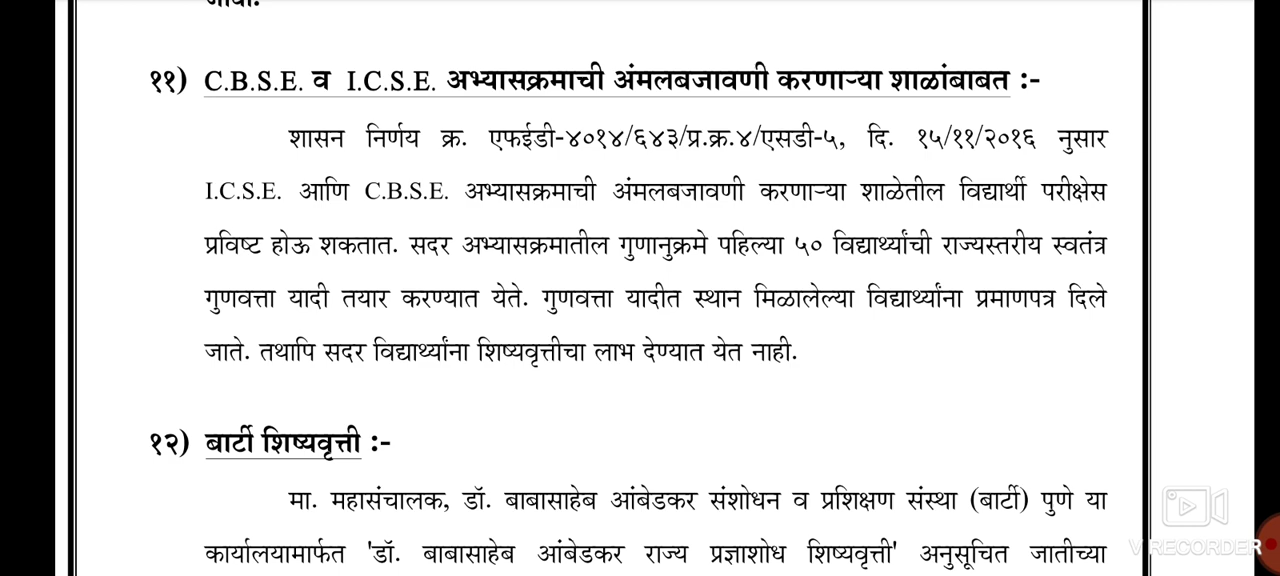 ११) C.B.S.E. व I.C.S.E. अभ्यासक्रमाची अंमलबजावणी करणाऱ्या शाळांबाबत :-
शासन निर्णय क्र. एफईडी-४०१४/६४३/प्र.क्र.४/एसडी-५, दि. १५/११/२०१६ नुसार
I.C.S.E. आणि C.B.S.E. अभ्यासक्रमाची अंमलबजावणी करणाऱ्या शाळेतील विद्यार्थी परीक्षेस
प्रविष्ट होऊ शकतात. सदर अभ्यासक्रमातील गुणानुक्रमे पहिल्या ५० विद्यार्थ्यांची राज्यस्तरीय स्वतंत्र
गुणवत्ता यादी तयार करण्यात येते. गुणवत्ता यादीत स्थान मिळालेल्या विद्यार्थ्यांना प्रमाणपत्र दिले
जाते. तथापि सदर विद्यार्थ्यांना शिष्यवृत्तीचा लाभ देण्यात येत नाही.
१२) बार्टी शिष्यवृत्ती :-
मा. महासंचालक, डॉ. बाबासाहेब आंबेडकर संशोधन व प्रशिक्षण संस्था (बार्टी) पुणे या
कार्यालयामार्फत 'डॉ. बाबासाहेब आंबेडकर राज्य प्रज्ञाशोध शिष्यवृत्ती' अनुसूचित जातीच्या
V RECORDER